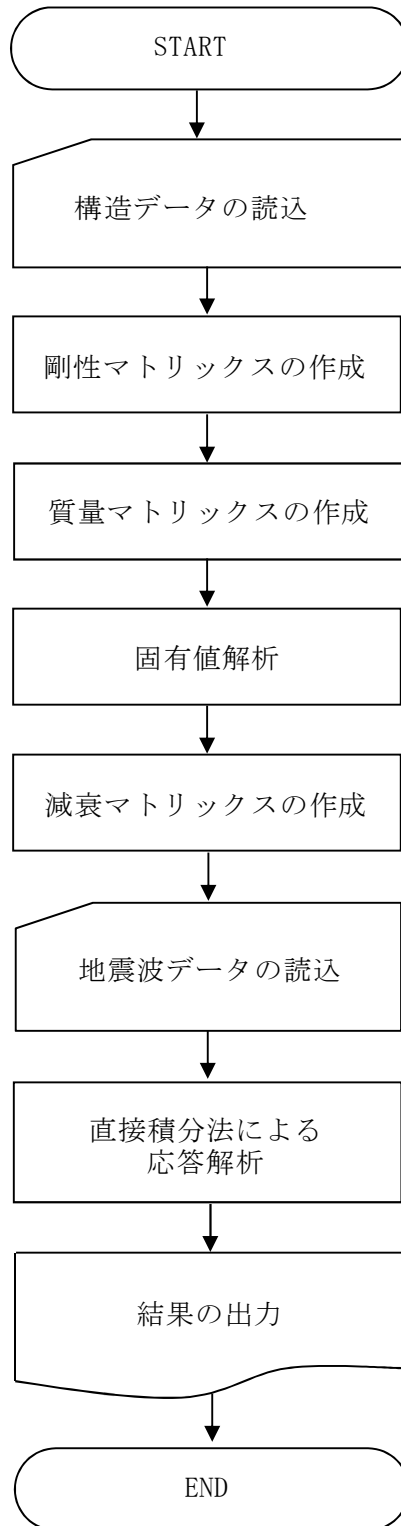 START
構造データの読込
剛性マトリックスの作成
質量マトリックスの作成
固有値解析
減衰マトリックスの作成
地震波データの読込
直接積分法による
応答解析
結果の出力
END